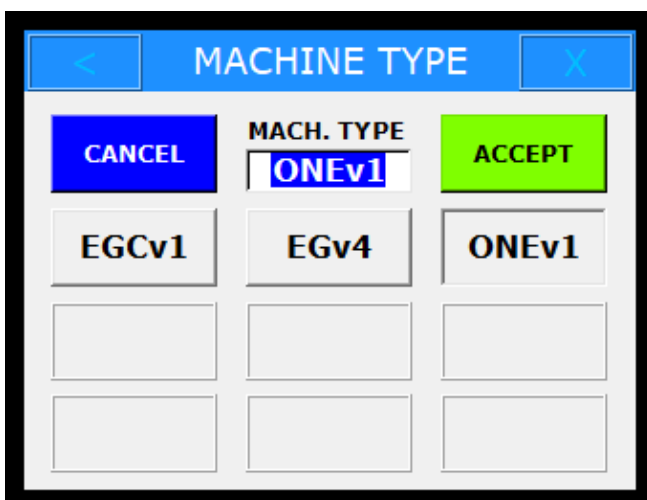 < MACHINE TYPE X
CANCEL MACH. TYPE ACCEPT
ONEv1
EGCv1 EGv4 ONEv1